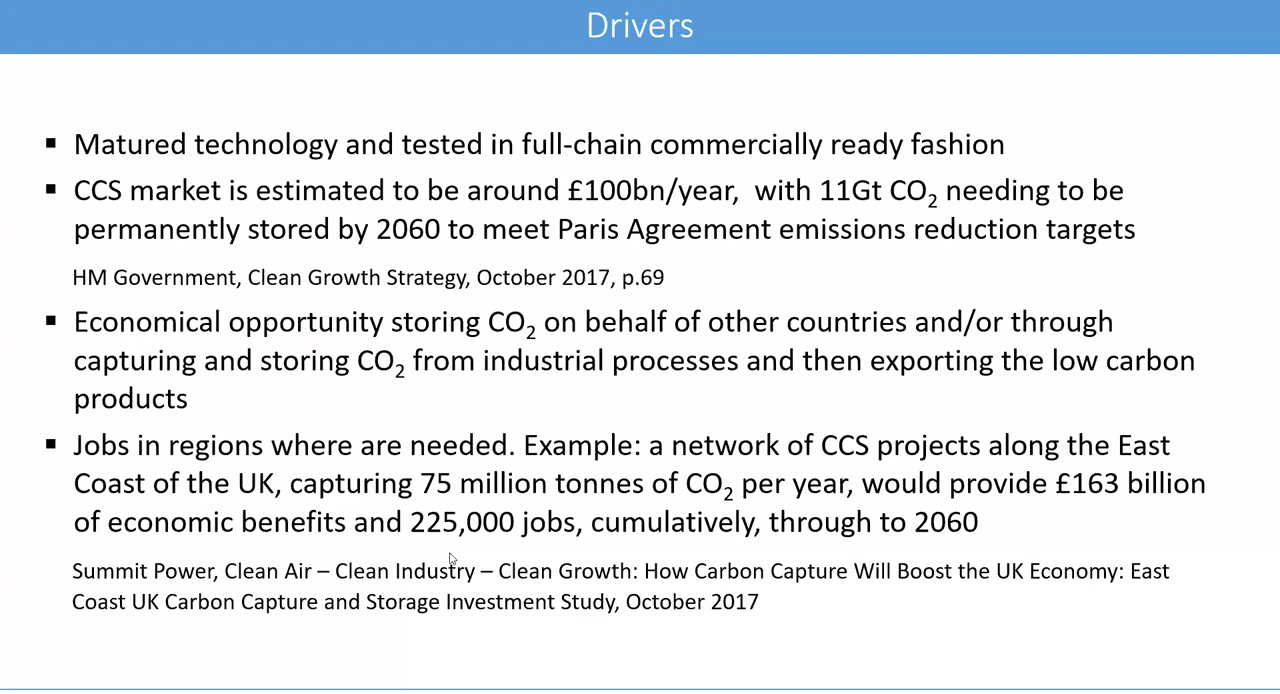 Drivers
▪ Matured technology and tested in full-chain commercially ready fashion
▪ CCS market is estimated to be around £100bn/year,  with 11Gt CO₂ needing to be
permanently stored by 2060 to meet Paris Agreement emissions reduction targets
HM Government, Clean Growth Strategy, October 2017, p.69
▪ Economical opportunity storing CO₂ on behalf of other countries and/or through
capturing and storing CO₂ from industrial processes and then exporting the low carbon
products
▪ Jobs in regions where are needed. Example: a network of CCS projects along the East
Coast of the UK, capturing 75 million tonnes of CO₂ per year, would provide £163 billion
of economic benefits and 225,000 jobs, cumulatively, through to 2060
Summit Power, Clean Air – Clean Industry – Clean Growth: How Carbon Capture Will Boost the UK Economy: East
Coast UK Carbon Capture and Storage Investment Study, October 2017